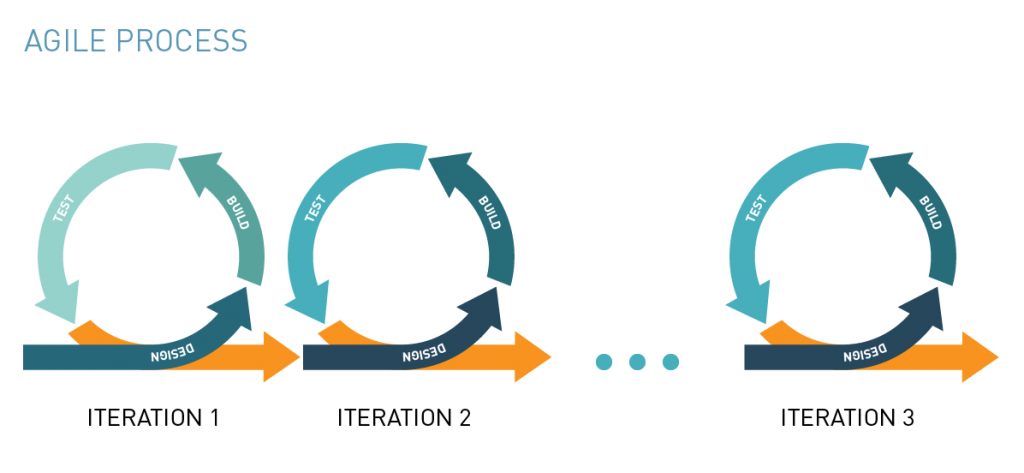 AGILE PROCESS
TEST
BUILD
DESIGN
TEST
BUILD
DESIGN
TEST
BUILD
DESIGN
ITERATION 1
ITERATION 2
ITERATION 3